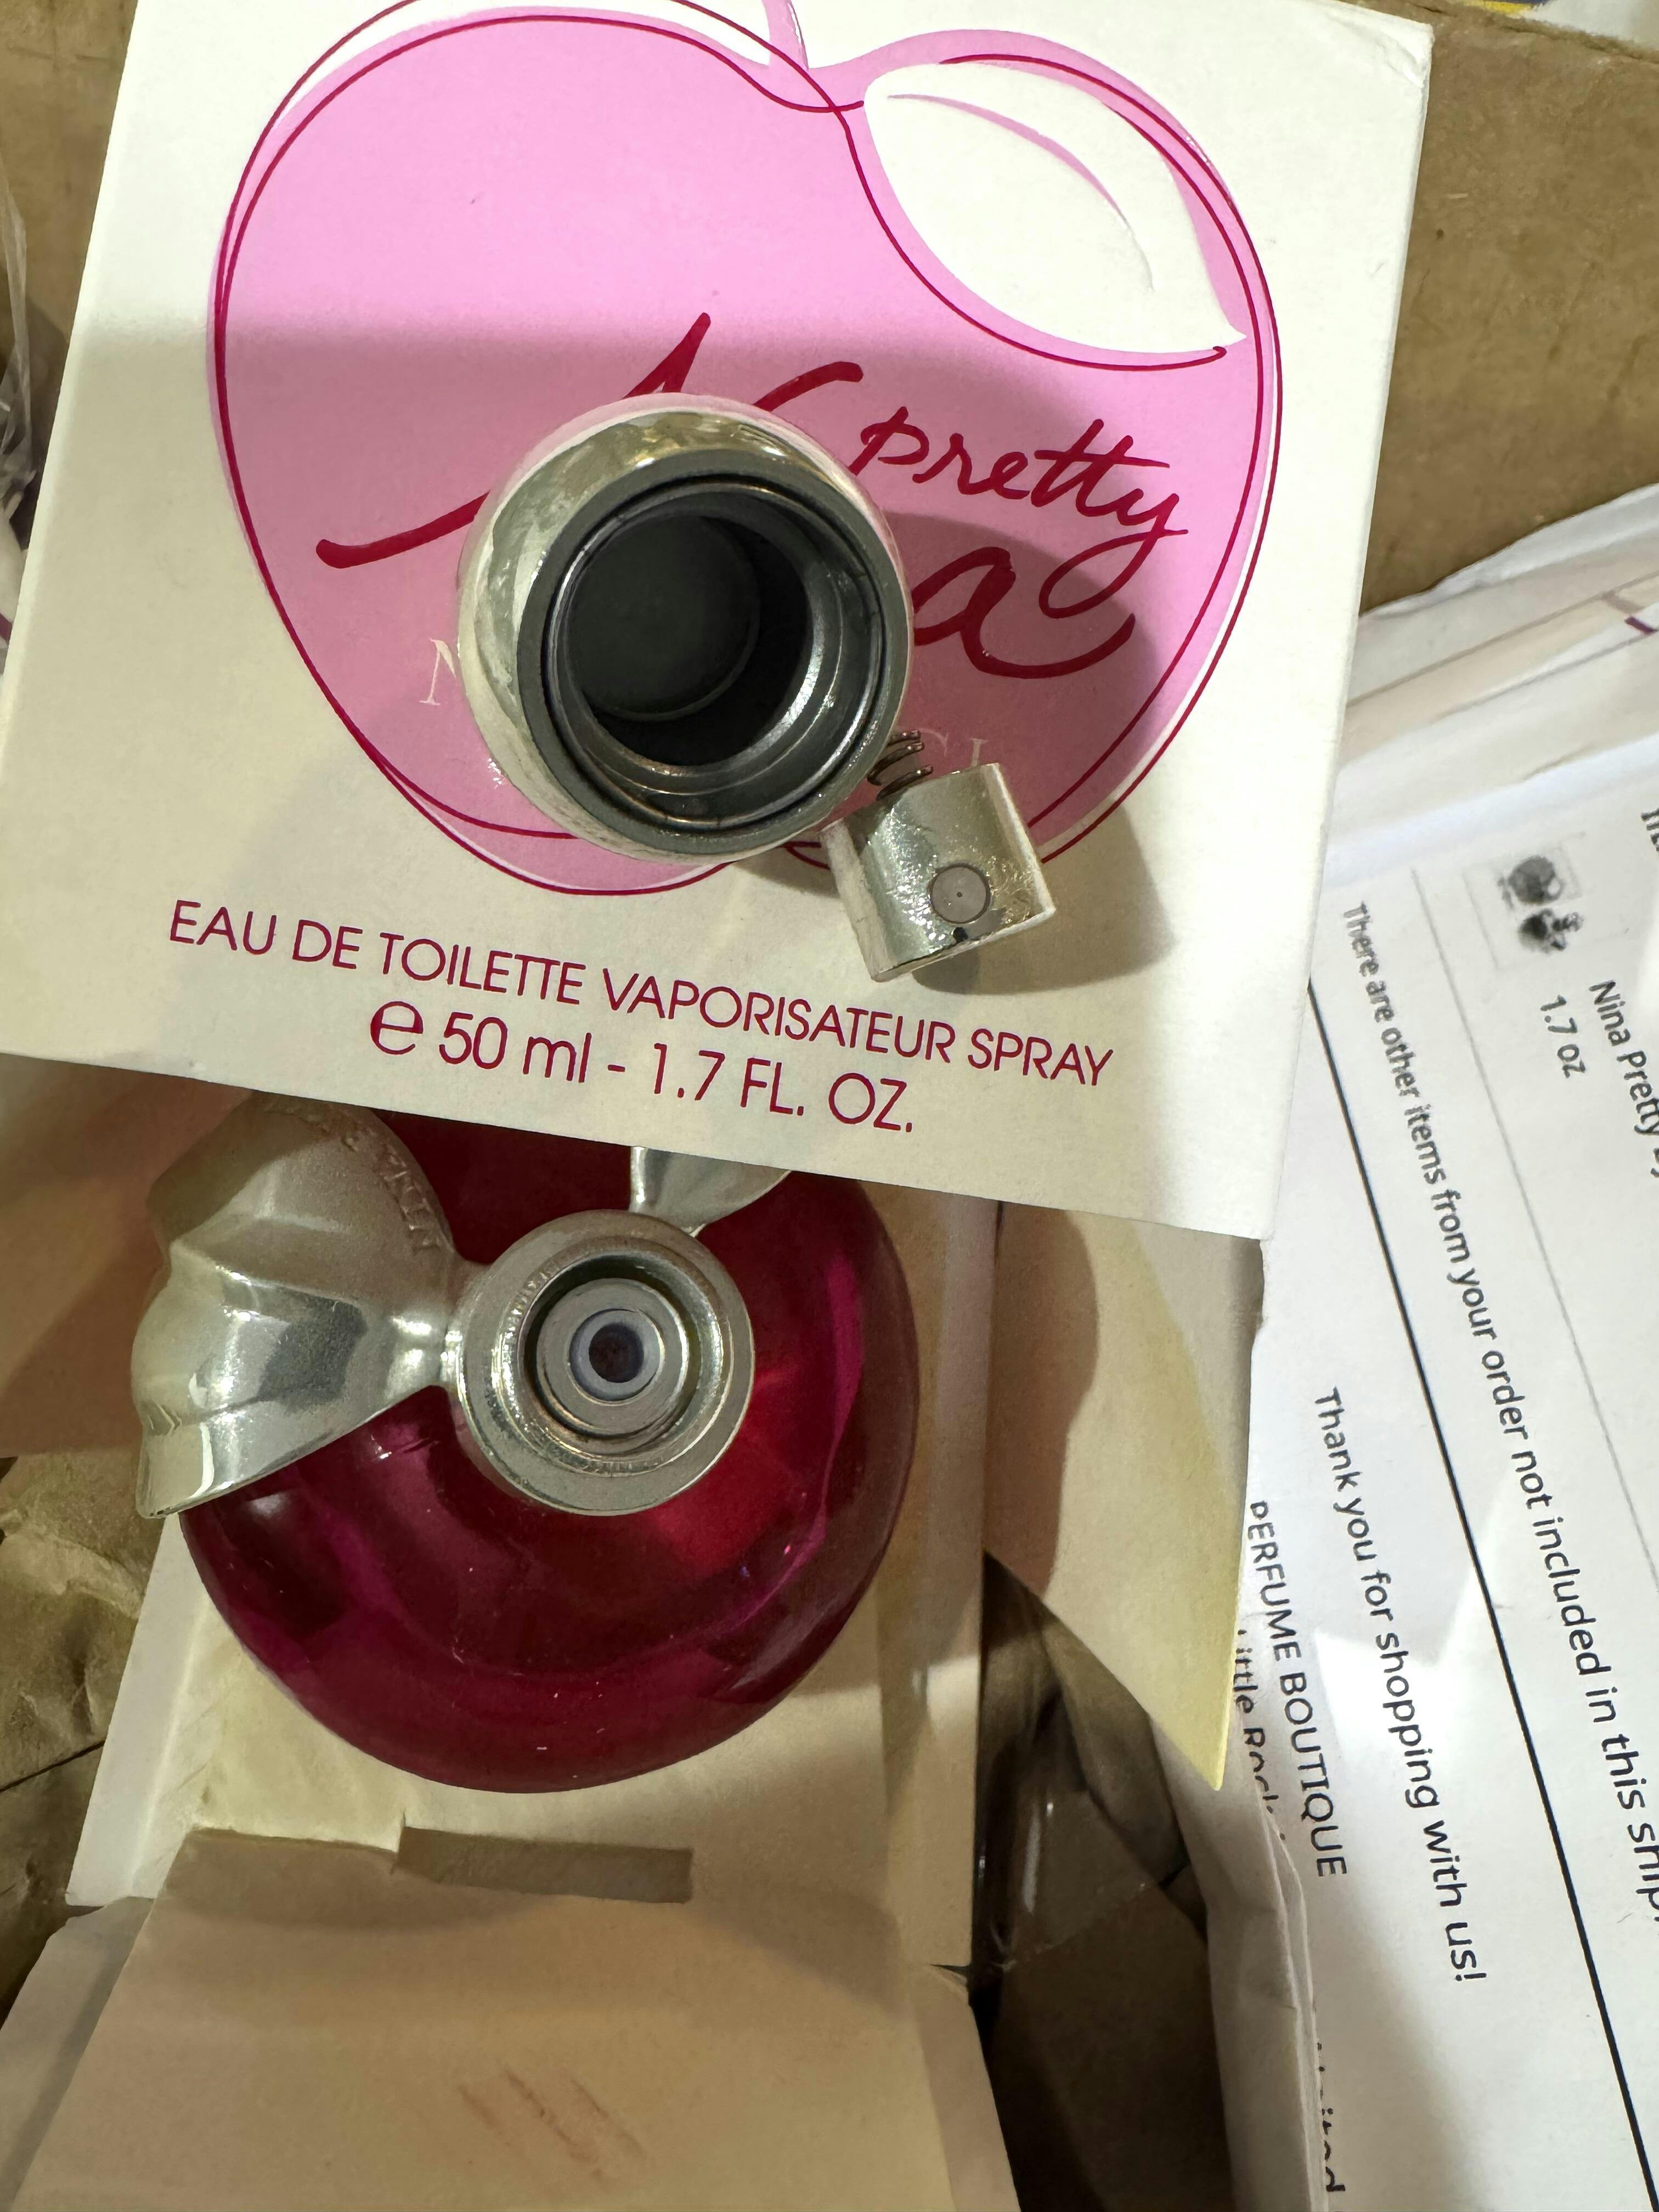 pretty
EAU DE TOILETTE VAPORISATEUR SPRAY
e 50 ml - 1.7 FL. OZ.
Nina Pretty
1.7 oz
There are other items from your order not included in this
Thank you for shopping with us!
PERFUME BOUTIQUE
Little